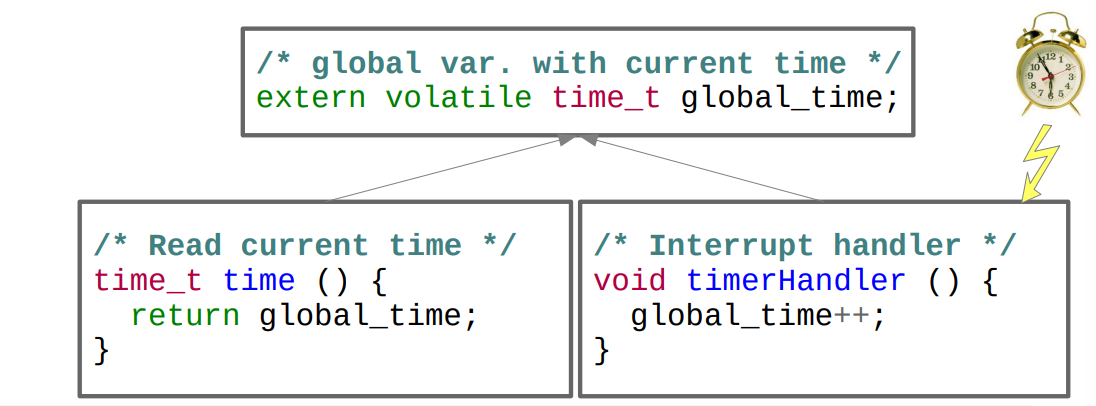 /* global var. with current time */
extern volatile time_t global_time;
/* Read current time */
time_t time () {
  return global_time;
}
/* Interrupt handler */
void timerHandler () {
  global_time++;
}